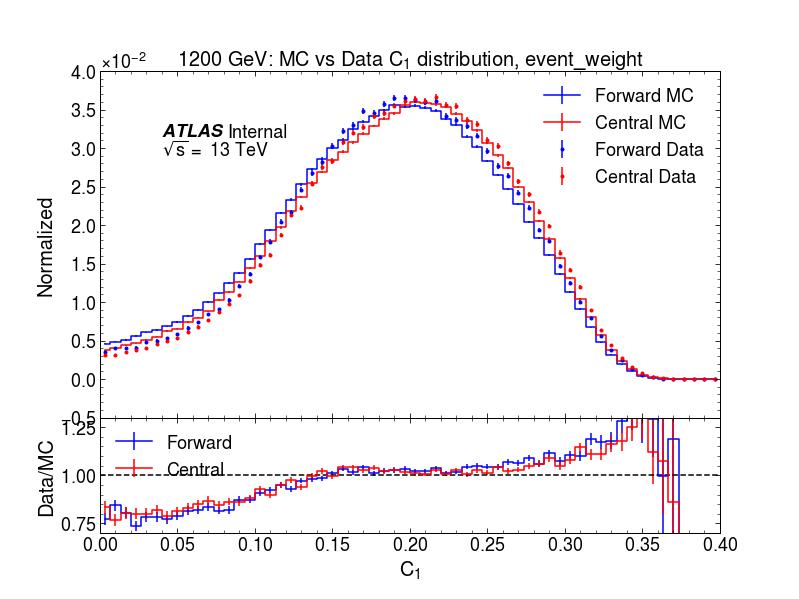 ×10⁻²
1200 GeV: MC vs Data C₁ distribution, event_weight
4.0
3.5
3.0
2.5
2.0
1.5
1.0
0.5
0.0
0.5
Normalized
ATLAS Internal
√s = 13 TeV
Forward MC
Central MC
Forward Data
Central Data
1.25
1.00
0.75
Data/MC
Forward
Central
0.00 0.05 0.10 0.15 0.20 0.25 0.30 0.35 0.40
C₁